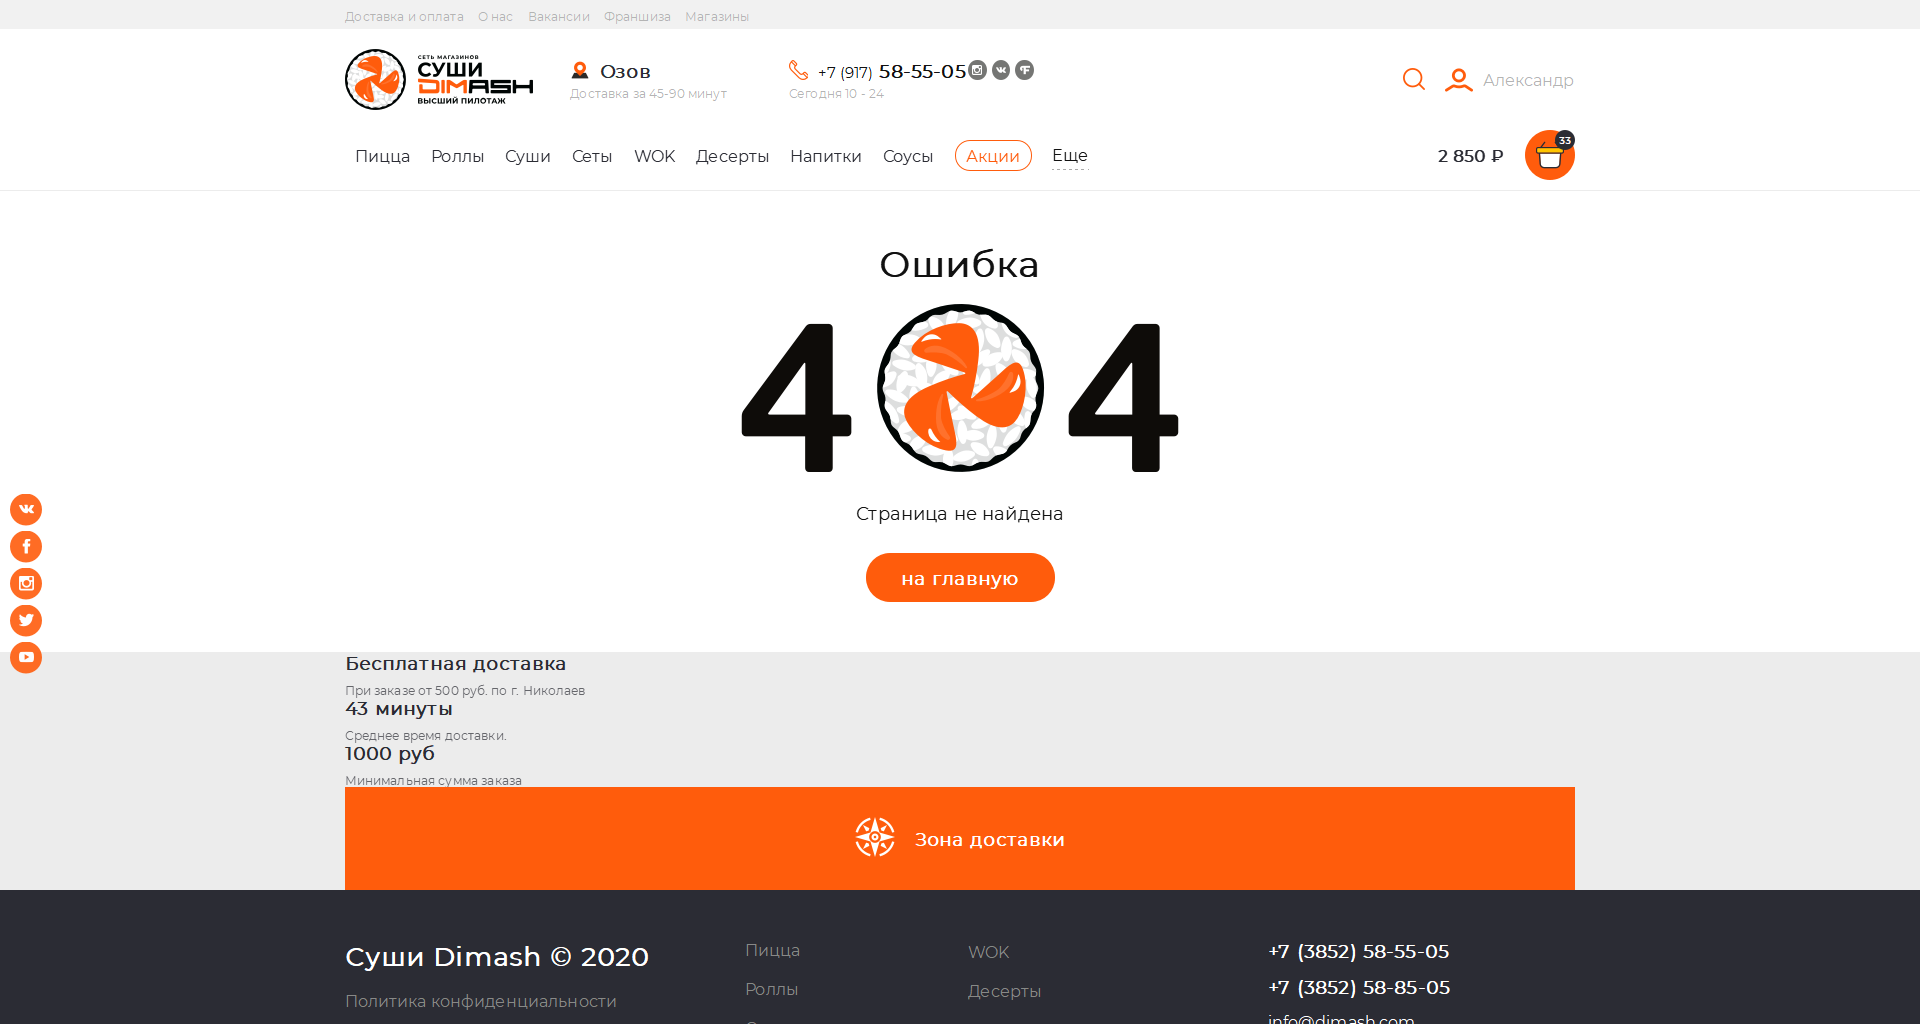 Доставка и оплата О нас Вакансии Франшиза Магазины
СЕТЬ МАГАЗИНОВ
СУШИ
DIMASH
ВЫСШИЙ ПИЛОТАЖ
Озов
Доставка за 45-90 минут
+7 (917) 58-55-05
Сегодня 10 - 24
Александр
Пицца Роллы Суши Сеты WOK Десерты Напитки Соусы Акции Еще
2 850 ₽
33
Ошибка
4 4
Страница не найдена
на главную
Бесплатная доставка
При заказе от 500 руб. по г. Николаев
43 минуты
Среднее время доставки.
1000 руб
Минимальная сумма заказа
Зона доставки
Суши Dimash © 2020
Политика конфиденциальности
Пицца
Роллы
WOK
Десерты
+7 (3852) 58-55-05
+7 (3852) 58-85-05
info@dimash.com